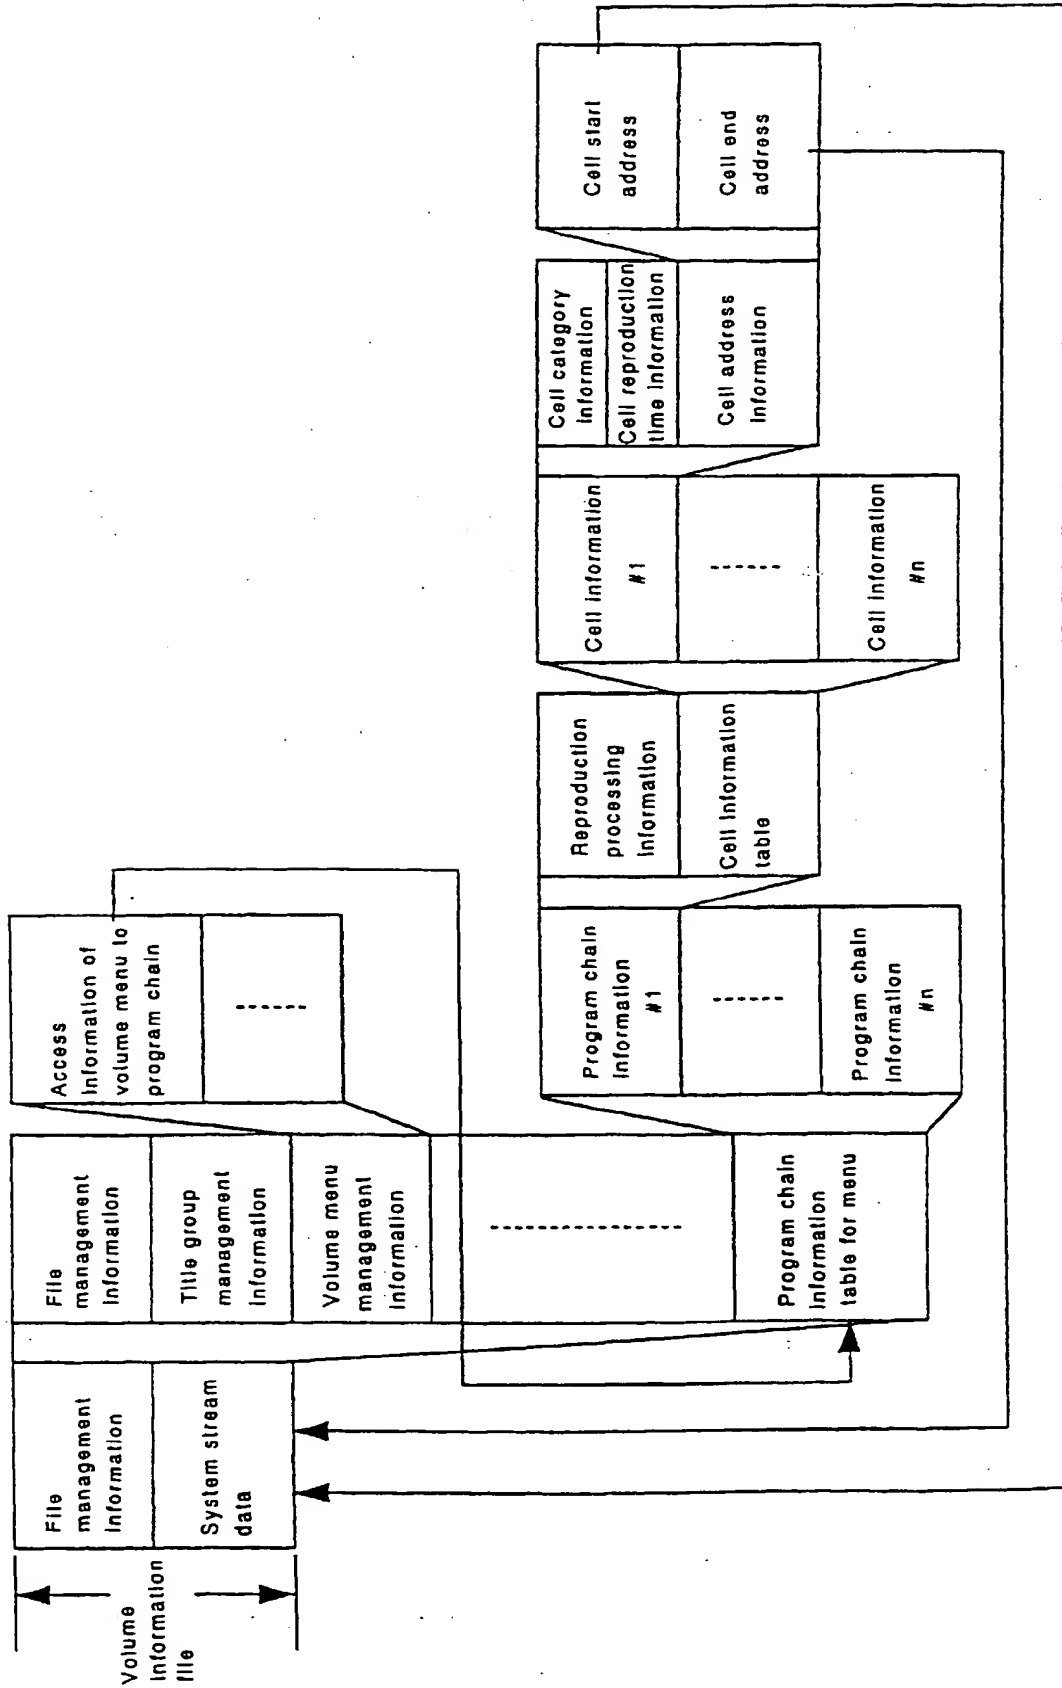 Volume
Information
file
File
management
Information
System stream
data
File
management
Information
Title group
management
Information
Volume menu
management
Information
Program chain
Information
table for menu
Access
Information of
volume menu to
program chain
Program chain
Information
#1
Program chain
Information
#n
Reproduction
processing
Information
Cell Information
table
Cell Information
#1
Cell Information
#n
Cell category
Information
Cell reproduction
time Information
Cell address
Information
Cell start
address
Cell end
address